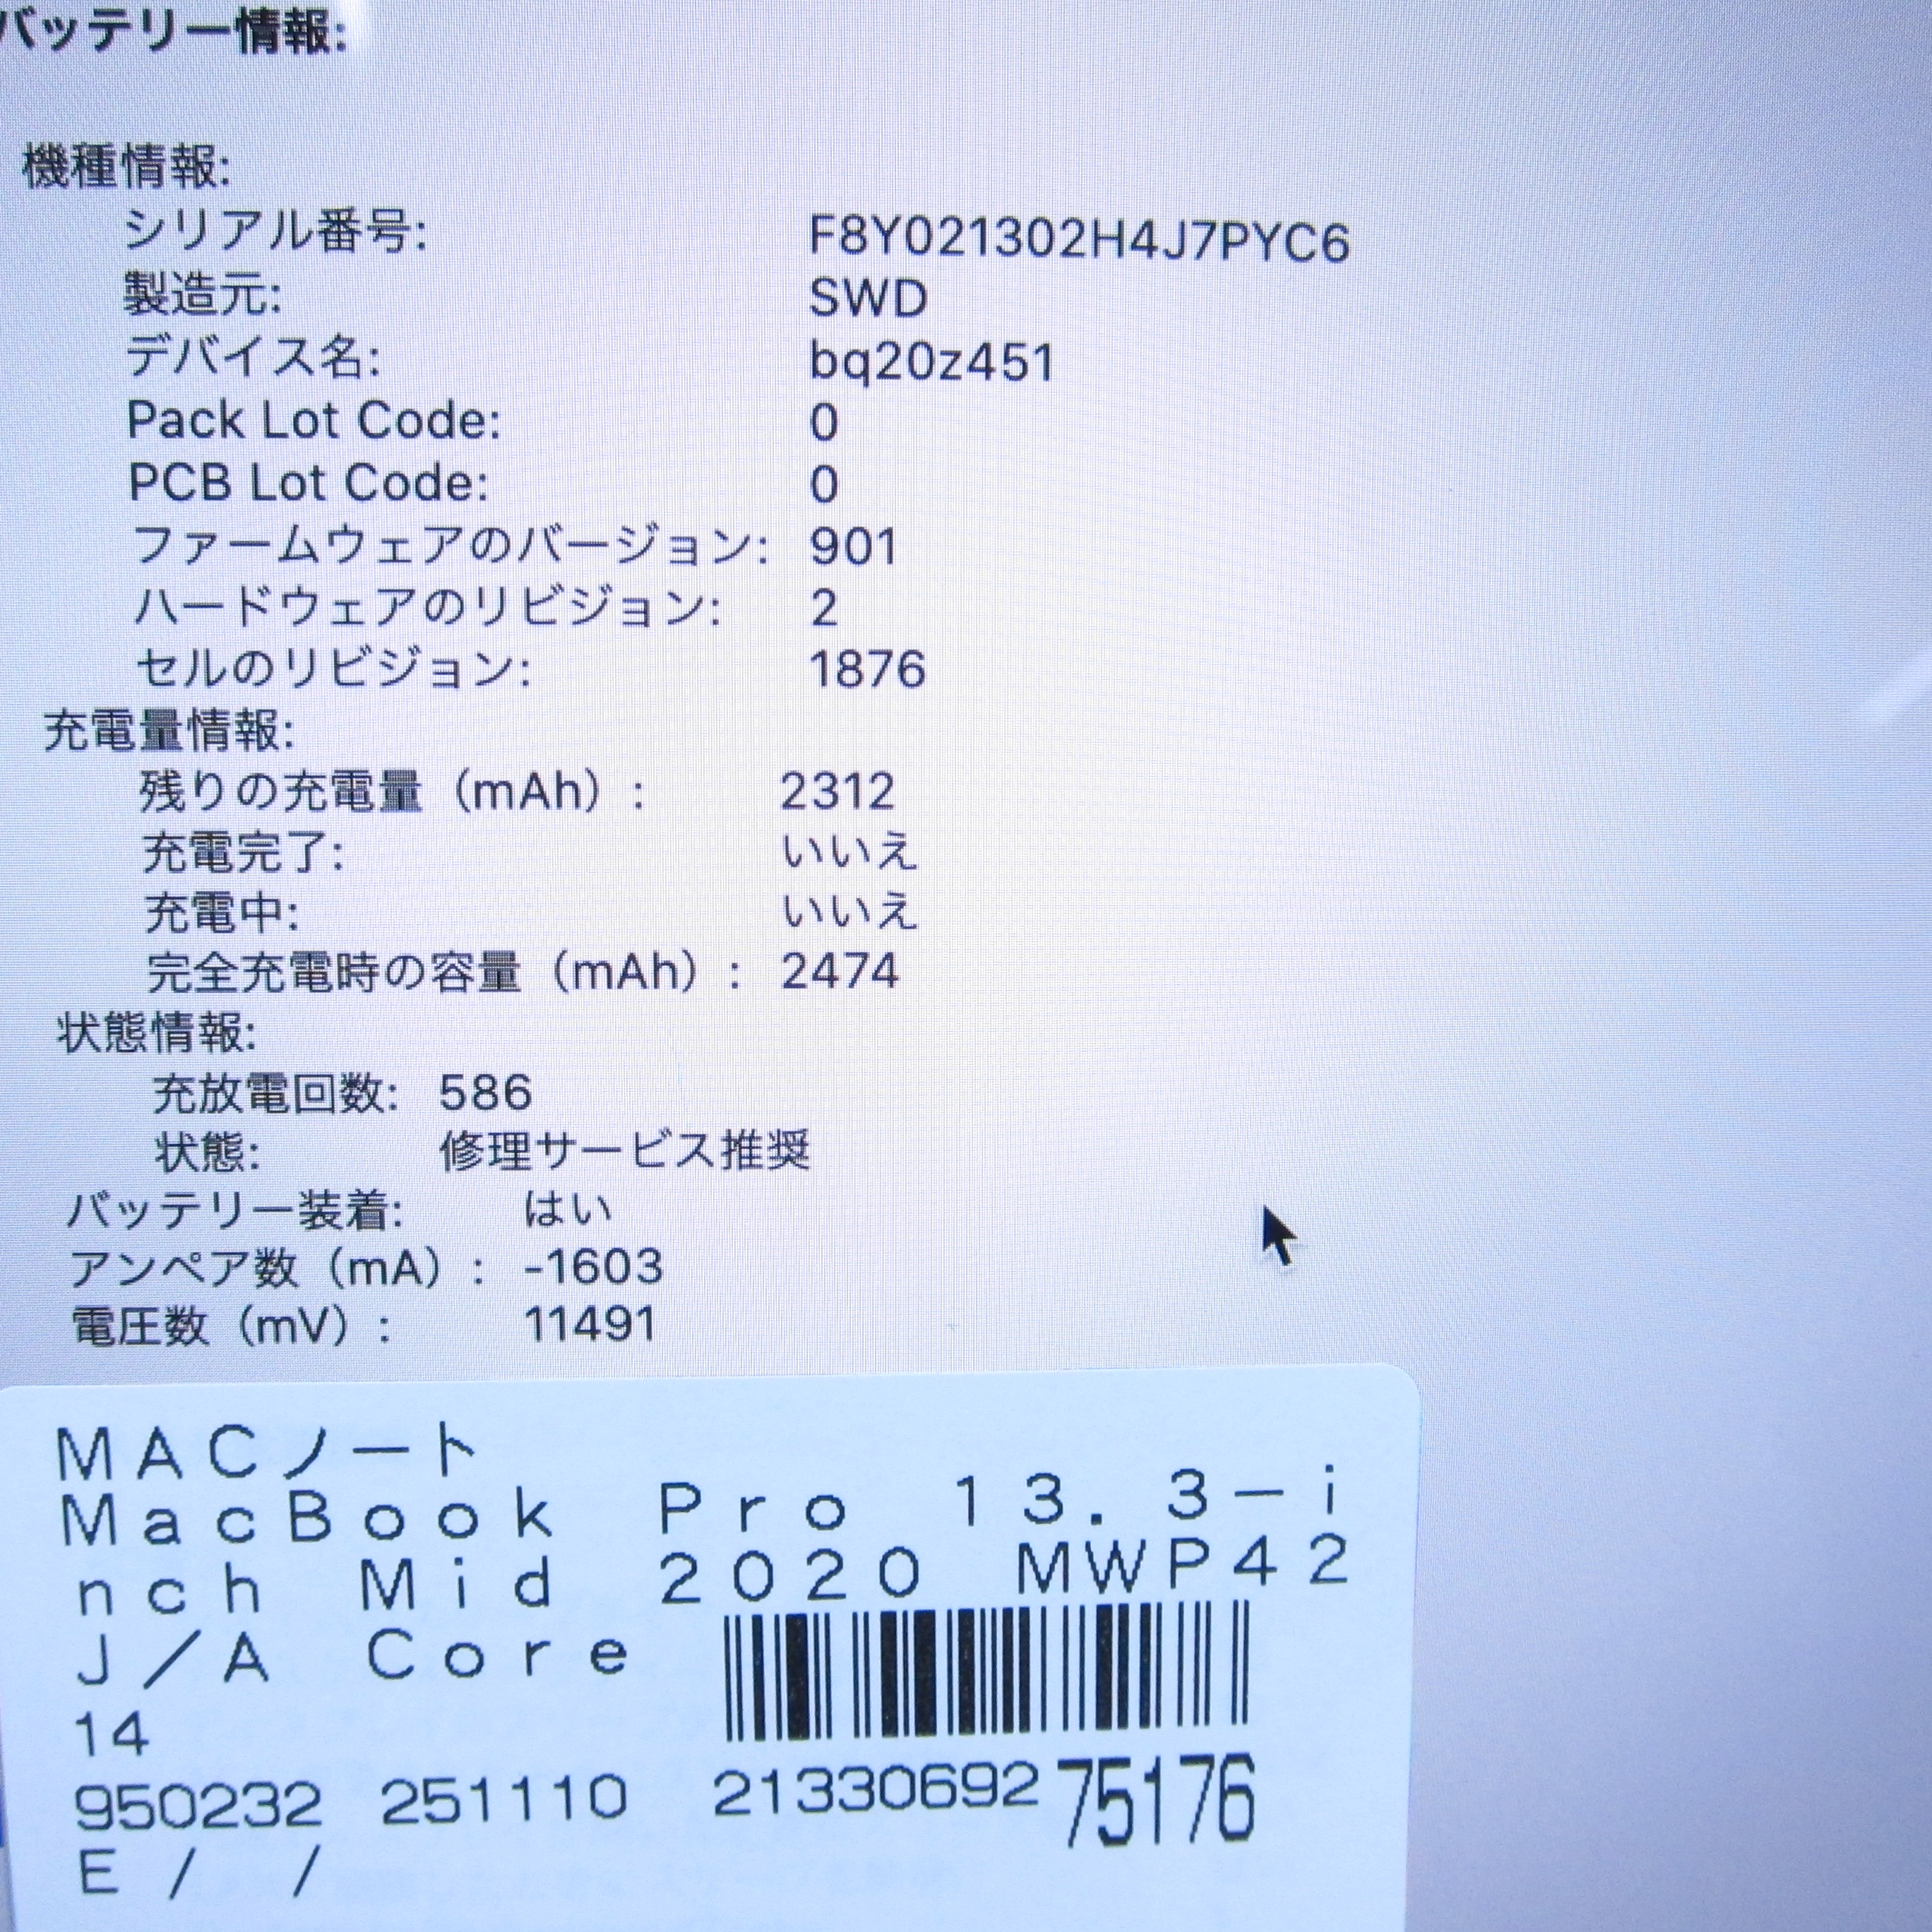 バッテリー情報:
機種情報:
シリアル番号: F8Y021302H4J7PYC6
製造元: SWD
デバイス名: bq20z451
Pack Lot Code: 0
PCB Lot Code: 0
ファームウェアのバージョン: 901
ハードウェアのリビジョン: 2
セルのリビジョン: 1876
充電量情報:
残りの充電量（mAh）: 2312
充電完了: いいえ
充電中: いいえ
完全充電時の容量（mAh）: 2474
状態情報:
充放電回数: 586
状態: 修理サービス推奨
バッテリー装着: はい
アンペア数（mA）: -1603
電圧数（mV）: 11491
MACノート
MacBook Pro 13.3-i
nch Mid 2020 MWP42
J/A Core
14
950232 251110 21330692 75176
E / /